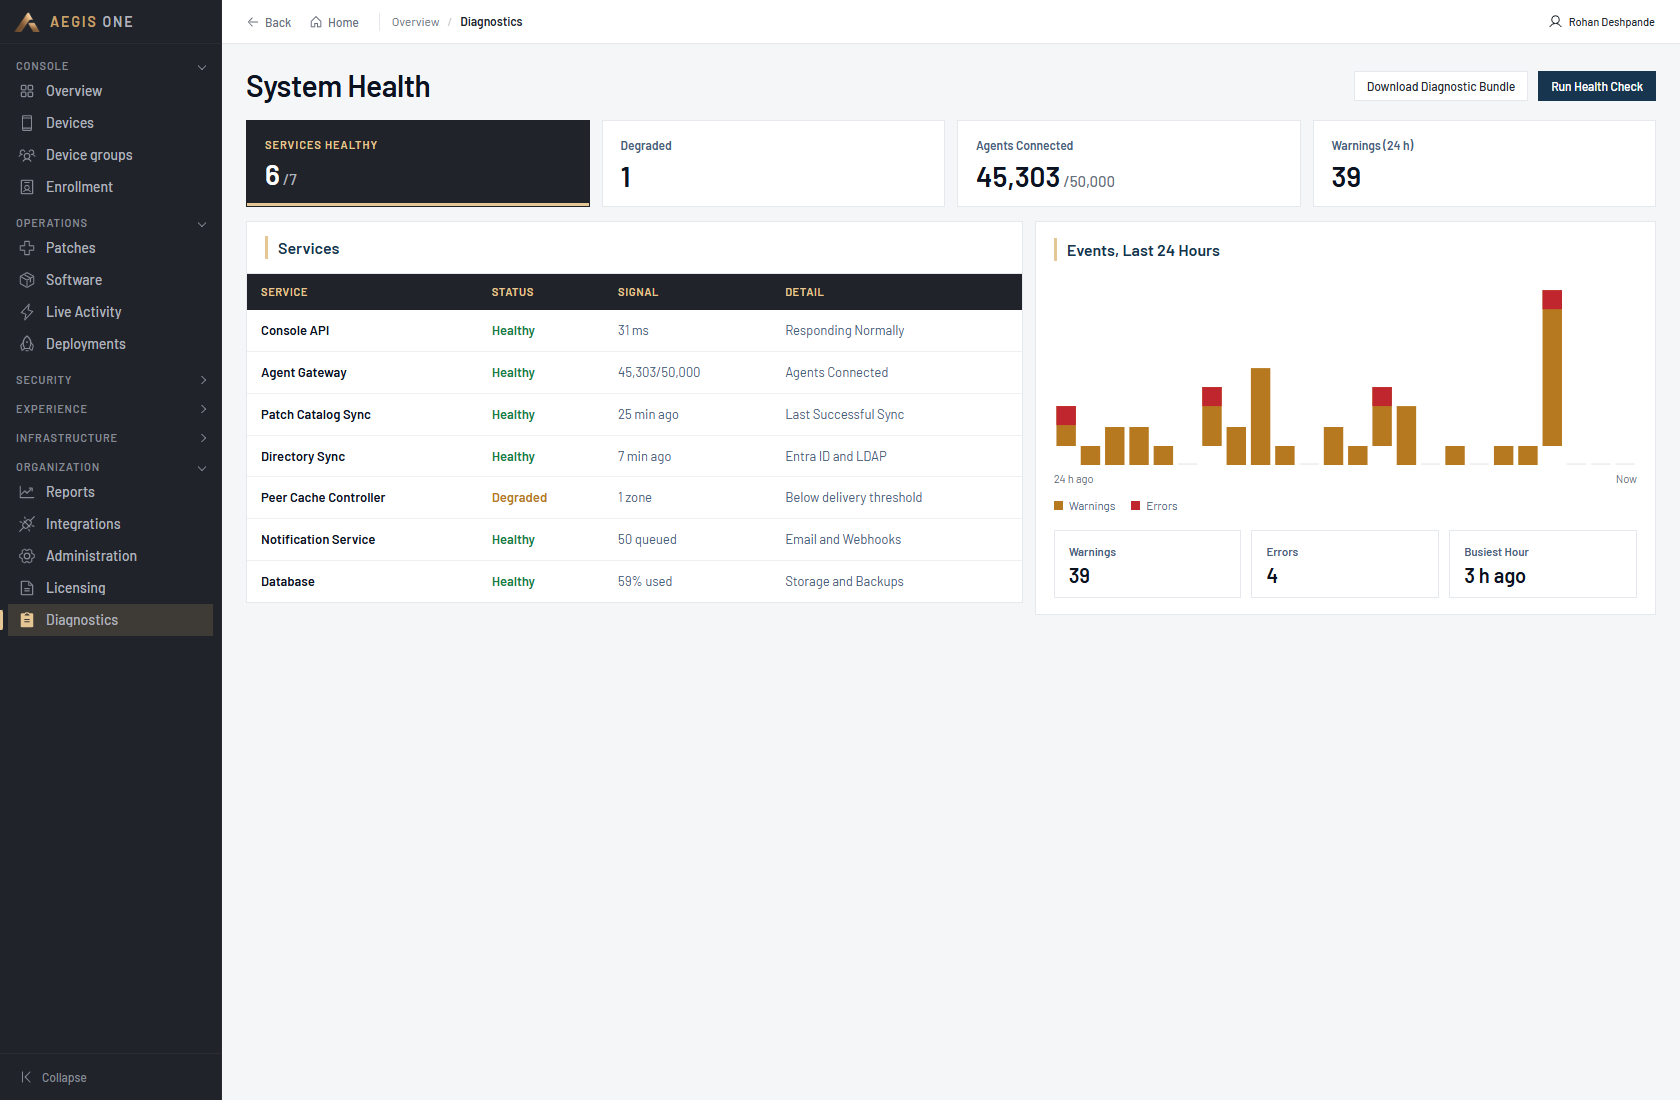 AEGIS ONE
CONSOLE
Overview
Devices
Device groups
Enrollment
OPERATIONS
Patches
Software
Live Activity
Deployments
SECURITY
EXPERIENCE
INFRASTRUCTURE
ORGANIZATION
Reports
Integrations
Administration
Licensing
Diagnostics
Collapse
Back Home Overview / Diagnostics
Rohan Deshpande
System Health
Download Diagnostic Bundle
Run Health Check
SERVICES HEALTHY
6 /7
Degraded
1
Agents Connected
45,303 /50,000
Warnings (24 h)
39
Services
SERVICE STATUS SIGNAL DETAIL
Console API Healthy 31 ms Responding Normally
Agent Gateway Healthy 45,303/50,000 Agents Connected
Patch Catalog Sync Healthy 25 min ago Last Successful Sync
Directory Sync Healthy 7 min ago Entra ID and LDAP
Peer Cache Controller Degraded 1 zone Below delivery threshold
Notification Service Healthy 50 queued Email and Webhooks
Database Healthy 59% used Storage and Backups
Events, Last 24 Hours
24 h ago Now
Warnings Errors
Warnings
39
Errors
4
Busiest Hour
3 h ago